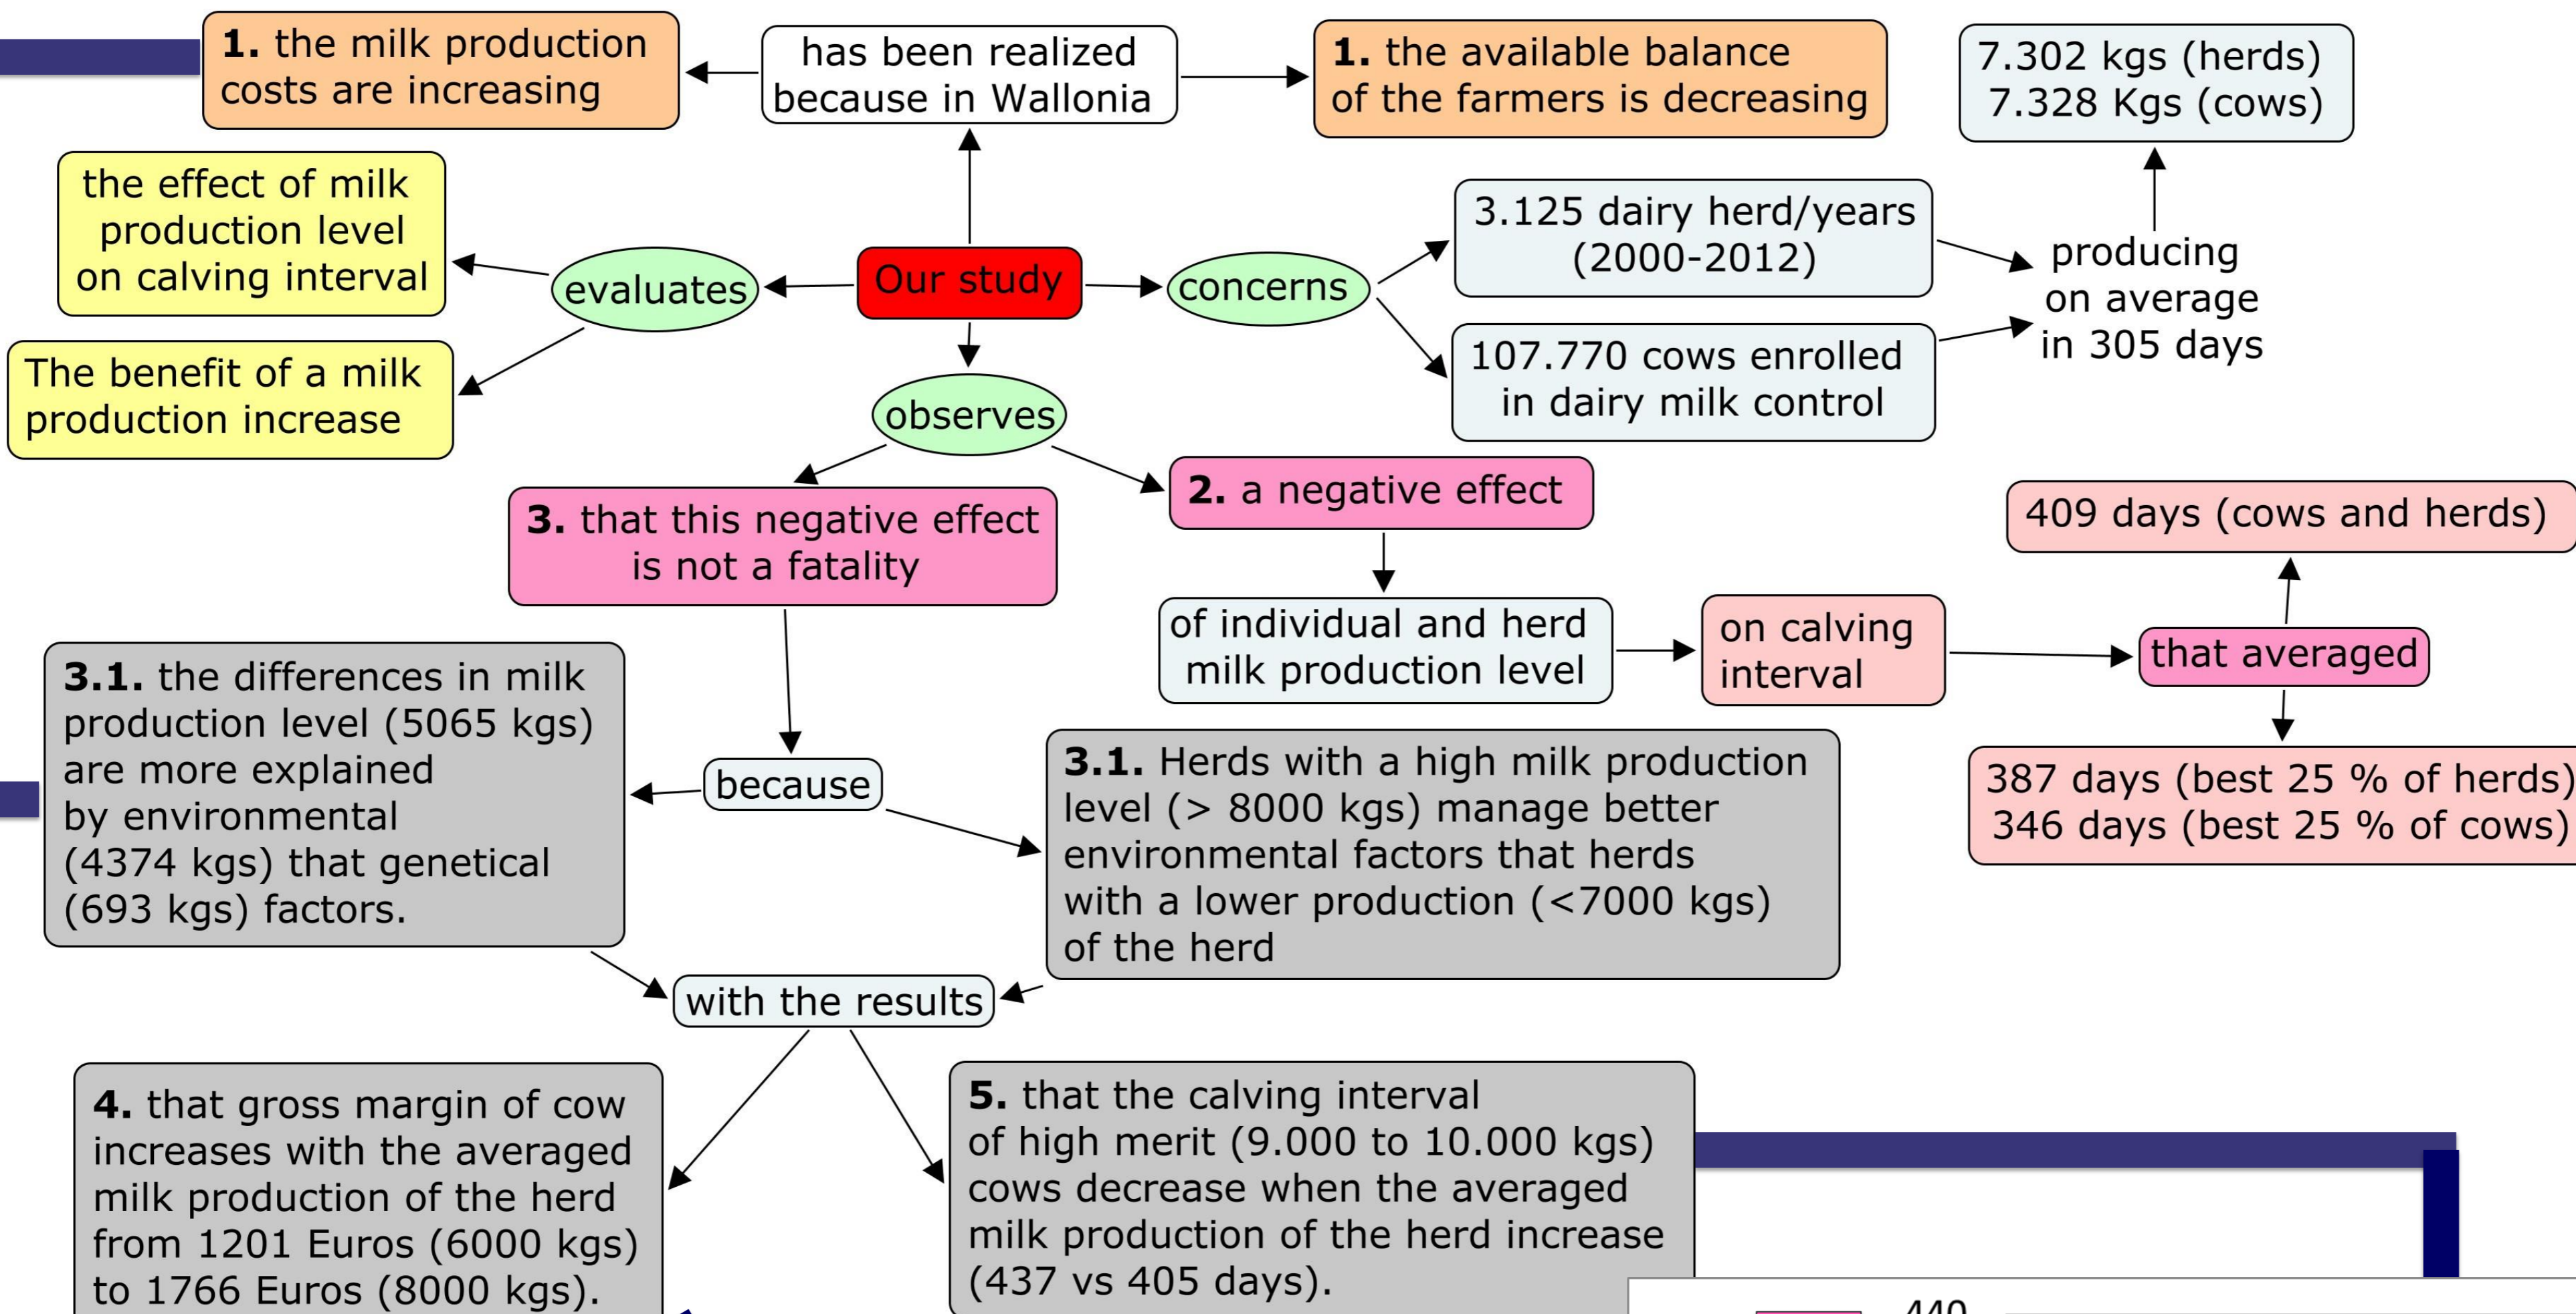 1. the milk production
costs are increasing
has been realized
because in Wallonia
1. the available balance
of the farmers is decreasing
7.302 kgs (herds)
7.328 Kgs (cows)
the effect of milk
production level
on calving interval
The benefit of a milk
production increase
evaluates
Our study
concerns
3.125 dairy herd/years
(2000-2012)
107.770 cows enrolled
in dairy milk control
producing
on average
in 305 days
observes
3. that this negative effect
is not a fatality
2. a negative effect
of individual and herd
milk production level
on calving
interval
that averaged
409 days (cows and herds)
387 days (best 25 % of herds)
346 days (best 25 % of cows)
because
3.1. the differences in milk
production level (5065 kgs)
are more explained
by environmental
(4374 kgs) that genetical
(693 kgs) factors.
3.1. Herds with a high milk production
level (> 8000 kgs) manage better
environmental factors that herds
with a lower production (<7000 kgs)
of the herd
with the results
4. that gross margin of cow
increases with the averaged
milk production of the herd
from 1201 Euros (6000 kgs)
to 1766 Euros (8000 kgs).
5. that the calving interval
of high merit (9.000 to 10.000 kgs)
cows decrease when the averaged
milk production of the herd increase
(437 vs 405 days).
440